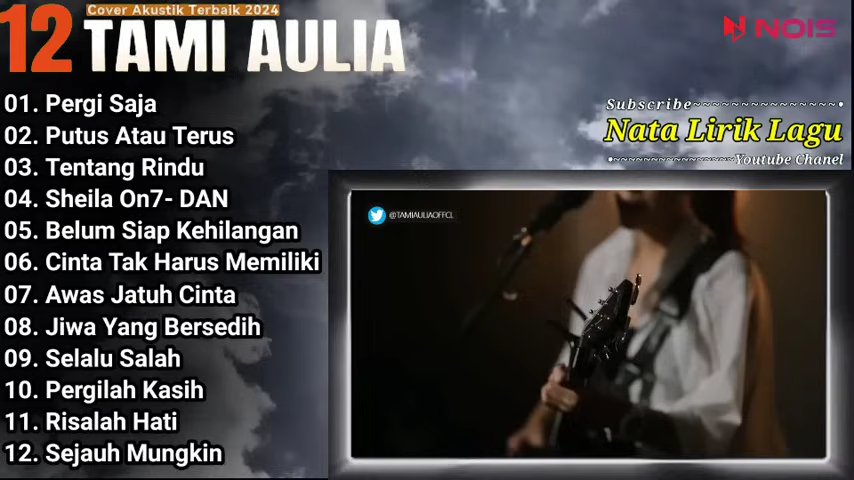 Cover Akustik Terbaik 2024
12 TAMI AULIA
NOIS
01. Pergi Saja
02. Putus Atau Terus
03. Tentang Rindu
04. Sheila On7- DAN
05. Belum Siap Kehilangan
06. Cinta Tak Harus Memiliki
07. Awas Jatuh Cinta
08. Jiwa Yang Bersedih
09. Selalu Salah
10. Pergilah Kasih
11. Risalah Hati
12. Sejauh Mungkin
Subscribe~~~~~~~~~~~~~~~•
Nata Lirik Lagu
•~~~~~~~~~~~~~~~Youtube Chanel
@TAMIAULIAOFFCL